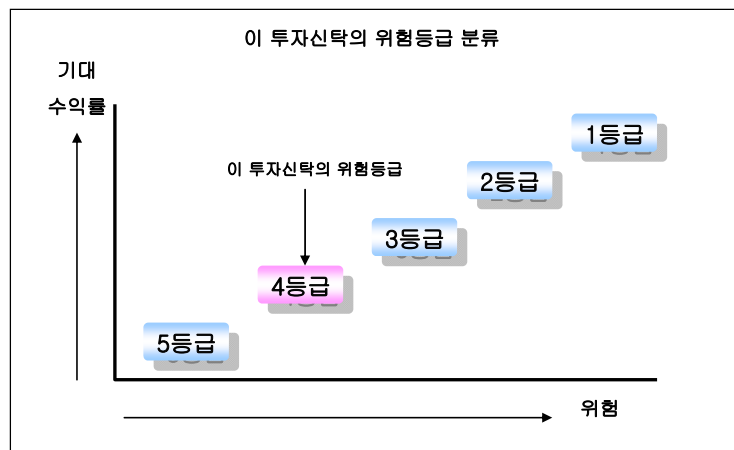 이 투자신탁의 위험등급 분류
기대
수익률
1등급
2등급
이 투자신탁의 위험등급
3등급
4등급
5등급
위험